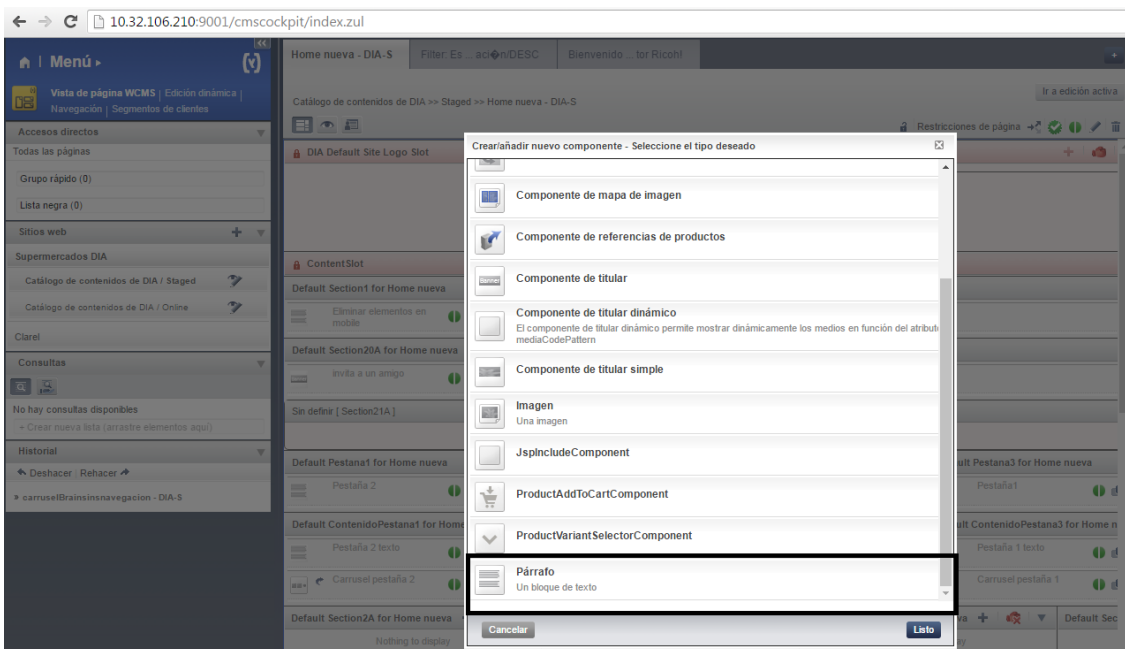 10.32.106.210:9001/cmscockpit/index.zul
Menú
Vista de página WCMS | Edición dinámica |
Navegación | Segmentos de clientes
Accesos directos
Todas las páginas
Grupo rápido (0)
Lista negra (0)
Sitios web
Supermercados DIA
Catálogo de contenidos de DIA / Staged
Catálogo de contenidos de DIA / Online
Clarel
Consultas
No hay consultas disponibles
+ Crear nueva lista (arrastre elementos aquí)
Historial
Deshacer Rehacer
carruselBrainsinsnavegacion - DIA-S
Home nueva - DIA-S
Filter: Es... aci�n/DESC
Bienvenido... tor Ricoh!
Ir a edición activa
Catálogo de contenidos de DIA >> Staged >> Home nueva - DIA-S
Restricciones de página
DIA Default Site Logo Slot
ContentSlot
Default Section1 for Home nueva
Eliminar elementos en
mobile
Default Section20A for Home nueva
invita a un amigo
Sin definir [ Section21A ]
Default Pestana1 for Home nueva
ult Pestana3 for Home nueva
Pestaña 2
Pestaña1
Default ContenidoPestana1 for Home
ult ContenidoPestana3 for Home n
Pestaña 2 texto
Pestaña 1 texto
Carrusel pestaña 2
Carrusel pestaña 1
Default Section2A for Home nueva
va
Default Sec
Nothing to display
ay
Crear/añadir nuevo componente - Seleccione el tipo deseado
Componente de mapa de imagen
Componente de referencias de productos
Componente de titular
Componente de titular dinámico
El componente de titular dinámico permite mostrar dinámicamente los medios en función del atribut
mediaCodePattern
Componente de titular simple
Imagen
Una imagen
JspIncludeComponent
ProductAddToCartComponent
ProductVariantSelectorComponent
Párrafo
Un bloque de texto
Cancelar
Listo